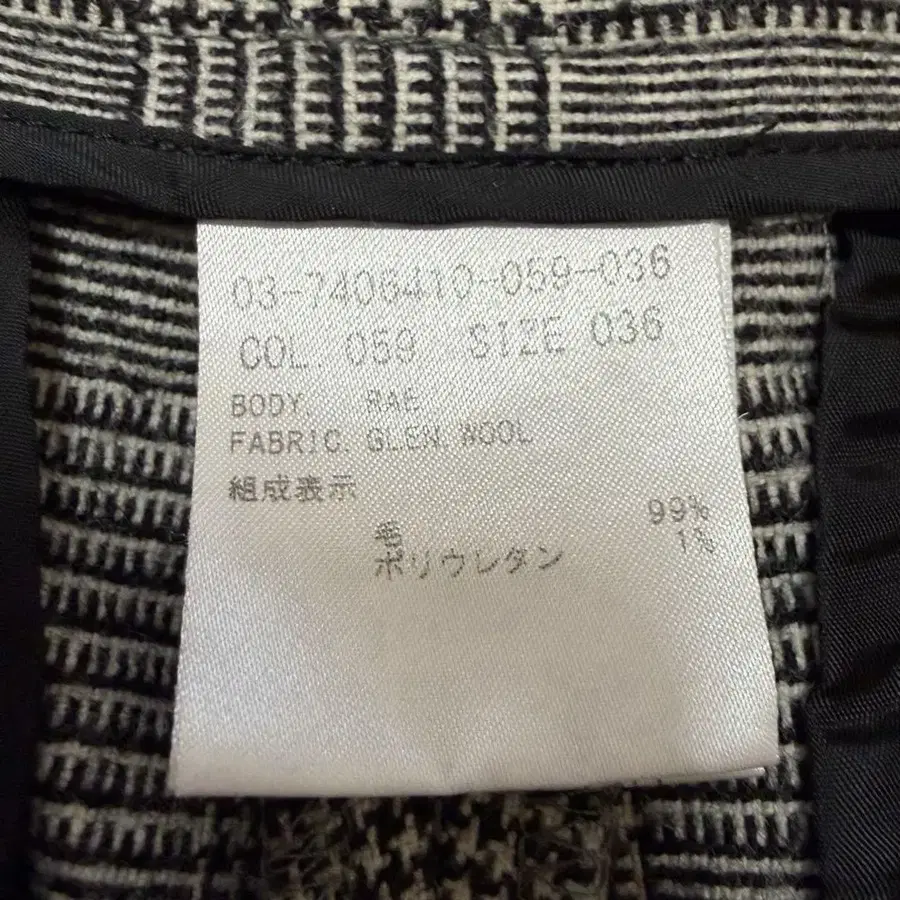 03-7406410-059-036
COL. 059 SIZE 036
BODY. RAE
FABRIC. GLEN. WOOL
組成表示
毛 99%
ポリウレタン 1%